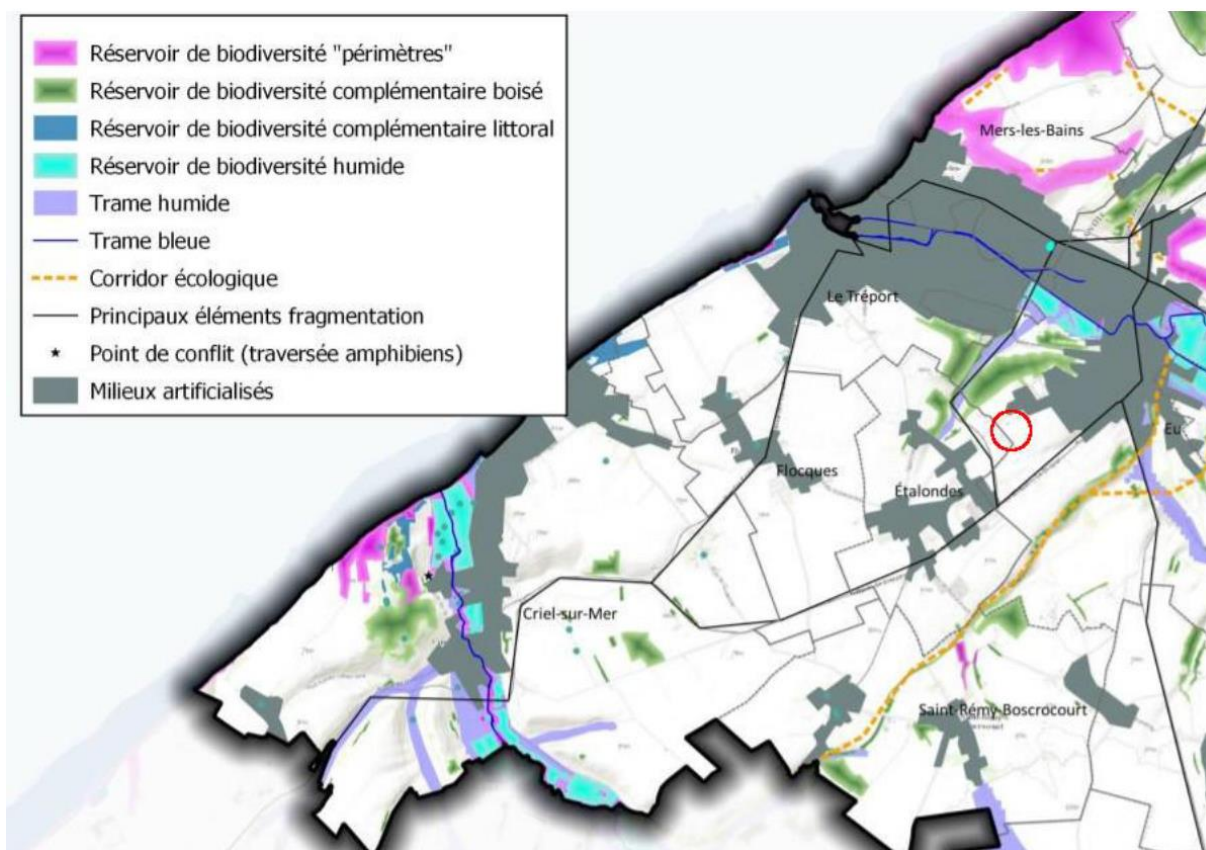 Réservoir de biodiversité "périmètres"
Réservoir de biodiversité complémentaire boisé
Réservoir de biodiversité complémentaire littoral
Réservoir de biodiversité humide
Trame humide
Trame bleue
Corridor écologique
Principaux éléments fragmentation
Point de conflit (traversée amphibiens)
Milieux artificialisés
Mers-les-Bains
Le Tréport
Eu
Flocques
Étalondes
Criel-sur-Mer
Saint-Rémy-Boscrocourt